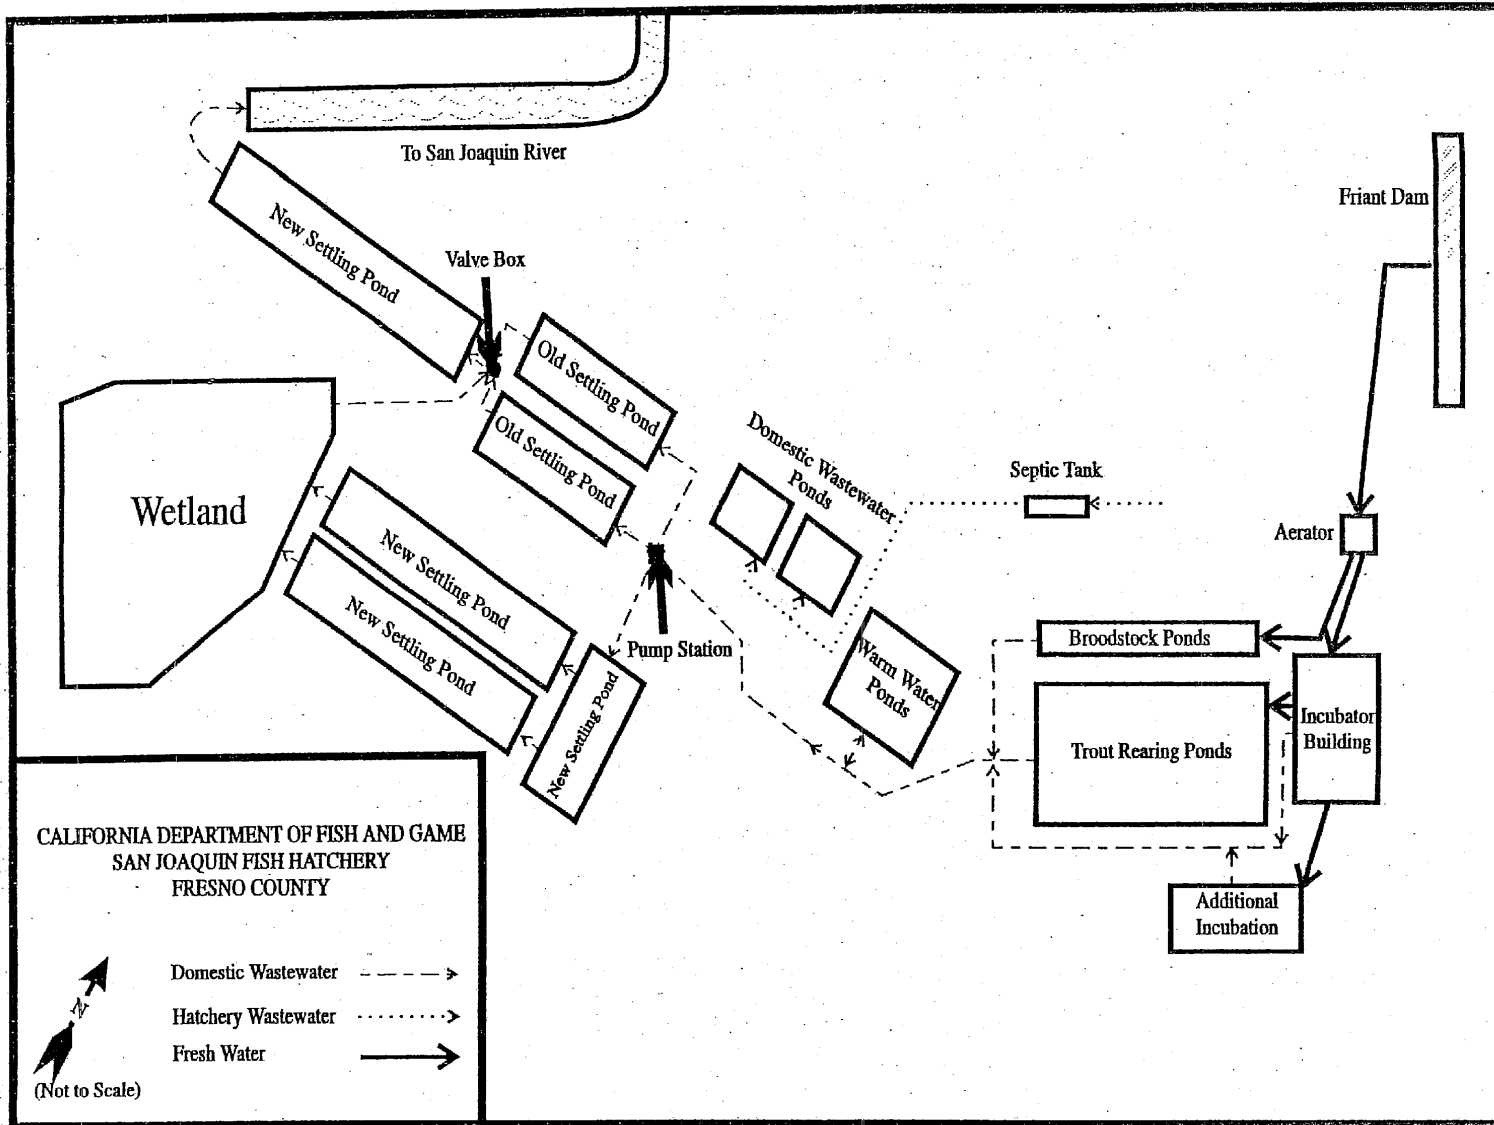 To San Joaquin River
Friant Dam
New Settling Pond
Valve Box
Old Settling Pond
Old Settling Pond
Domestic Wastewater
Ponds
Septic Tank
Wetland
Aerator
New Settling Pond
New Settling Pond
Pump Station
New Settling Pond
Warm Water
Ponds
Broodstock Ponds
Trout Rearing Ponds
Incubator
Building
Additional
Incubation
CALIFORNIA DEPARTMENT OF FISH AND GAME
SAN JOAQUIN FISH HATCHERY
FRESNO COUNTY
Domestic Wastewater
Hatchery Wastewater
Fresh Water
N
(Not to Scale)